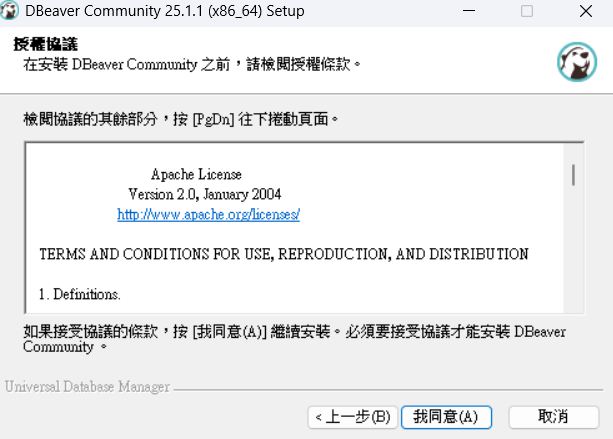 DBeaver Community 25.1.1 (x86_64) Setup
授權協議
在安裝 DBeaver Community 之前，請檢閱授權條款。
檢閱協議的其餘部分，按 [PgDn] 往下捲動頁面。
Apache License
Version 2.0, January 2004
http://www.apache.org/licenses/
TERMS AND CONDITIONS FOR USE, REPRODUCTION, AND DISTRIBUTION
1. Definitions.
如果接受協議的條款，按 [我同意(A)] 繼續安裝。必須要接受協議才能安裝 DBeaver
Community 。
Universal Database Manager
< 上一步(B) 我同意(A) 取消